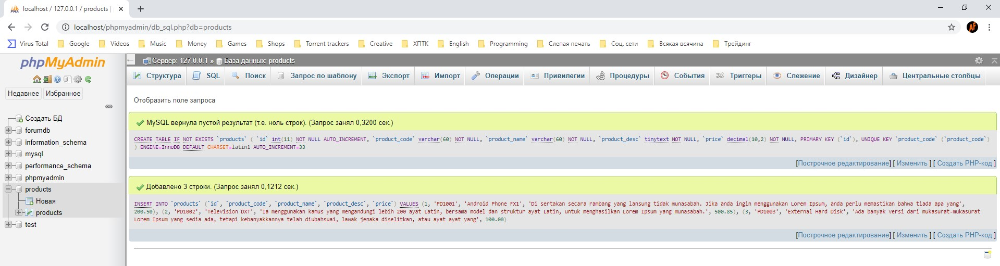 localhost / 127.0.0.1 / products |
localhost/phpmyadmin/db_sql.php?db=products
Virus Total Google Videos Music Money Games Shops Torrent trackers Creative ХПТК English Programming Слепая печать Соц. сети Всякая всячина Трейдинг
phpMyAdmin
Недавнее Избранное
Создать БД
forumdb
information_schema
mysql
performance_schema
phpmyadmin
products
Новая
products
test
Сервер: 127.0.0.1 » База данных: products
Структура SQL Поиск Запрос по шаблону Экспорт Импорт Операции Привилегии Процедуры События Триггеры Слежение Дизайнер Центральные столбцы
Отобразить поле запроса
MySQL вернула пустой результат (т.е. ноль строк). (Запрос занял 0,3200 сек.)
CREATE TABLE IF NOT EXISTS `products` ( `id` int(11) NOT NULL AUTO_INCREMENT, `product_code` varchar(60) NOT NULL, `product_name` varchar(60) NOT NULL, `product_desc` tinytext NOT NULL, `price` decimal(10,2) NOT NULL, PRIMARY KEY (`id`), UNIQUE KEY `product_code` (`product_code`)
) ENGINE=InnoDB DEFAULT CHARSET=latin1 AUTO_INCREMENT=33
[Построчное редактирование] [ Изменить ] [ Создать PHP-код ]
Добавлено 3 строки. (Запрос занял 0,1212 сек.)
INSERT INTO `products` (`id`, `product_code`, `product_name`, `product_desc`, `price`) VALUES (1, 'PD1001', 'Android Phone FX1', 'Di sertakan secara rambang yang lansung tidak munasabah. Jika anda ingin menggunakan Lorem Ipsum, anda perlu memastikan bahwa tiada apa yang',
200.50), (2, 'PD1002', 'Television DXT', 'Ia menggunakan kamus yang mengandungi lebih 200 ayat Latin, bersama model dan struktur ayat Latin, untuk menghasilkan Lorem Ipsum yang munasabah.', 500.85), (3, 'PD1003', 'External Hard Disk', 'Ada banyak versi dari mukasurat-mukasurat
Lorem Ipsum yang sedia ada, tetapi kebanyakkannya telah diubahsuai, lawak jenaka diselitkan, atau ayat ayat yang', 100.00)
[Построчное редактирование] [ Изменить ] [ Создать PHP-код ]